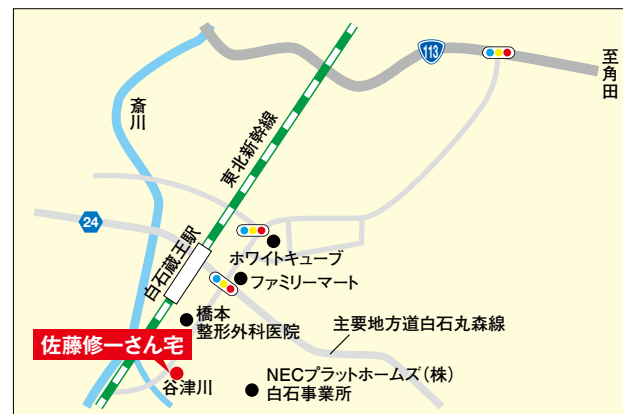 113
至角田
斎川
東北新幹線
24
白石蔵王駅
ホワイトキューブ
ファミリーマート
橋本
整形外科医院
主要地方道白石丸森線
佐藤修一さん宅
谷津川
NECプラットホームズ(株)
白石事業所